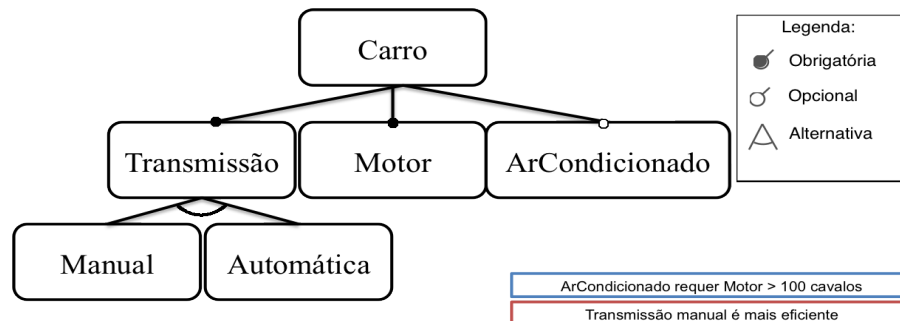 Carro
Legenda:
Obrigatória
Opcional
Alternativa
Transmissão
Motor
ArCondicionado
Manual
Automática
ArCondicionado requer Motor > 100 cavalos
Transmissão manual é mais eficiente